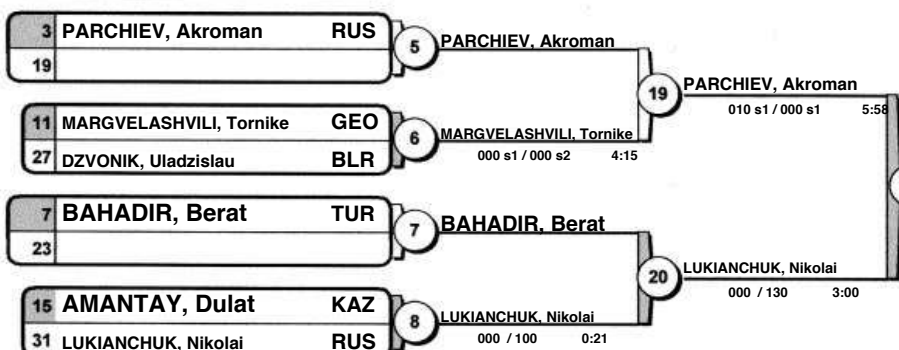 3 PARCHIEV, Akroman RUS
19
5
PARCHIEV, Akroman
11 MARGVELASHVILI, Tornike GEO
27 DZVONIK, Uladzislau BLR
6
MARGVELASHVILI, Tornike
000 s1 / 000 s2 4:15
19
PARCHIEV, Akroman
010 s1 / 000 s1 5:58
7 BAHADIR, Berat TUR
23
7
BAHADIR, Berat
15 AMANTAY, Dulat KAZ
31 LUKIANCHUK, Nikolai RUS
8
LUKIANCHUK, Nikolai
000 / 100 0:21
20
LUKIANCHUK, Nikolai
000 / 130 3:00